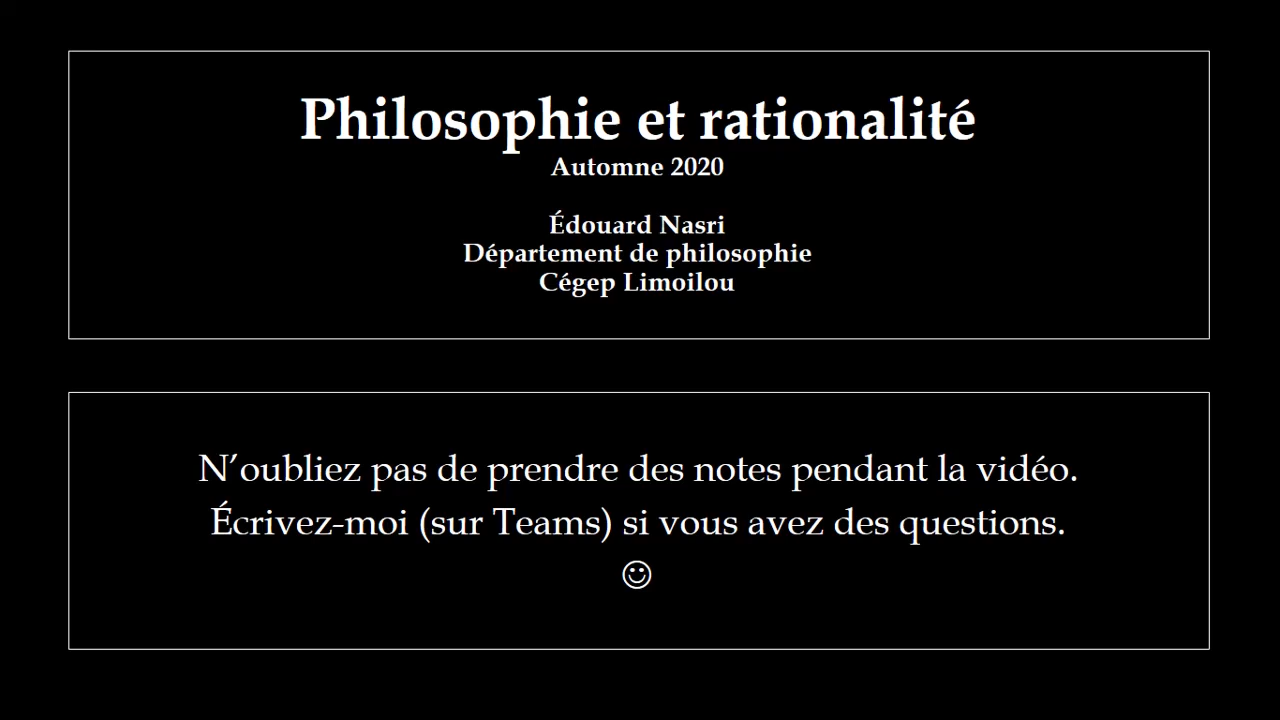 Philosophie et rationalité
Automne 2020
Édouard Nasri
Département de philosophie
Cégep Limoilou
N’oubliez pas de prendre des notes pendant la vidéo.
Écrivez-moi (sur Teams) si vous avez des questions.
☺